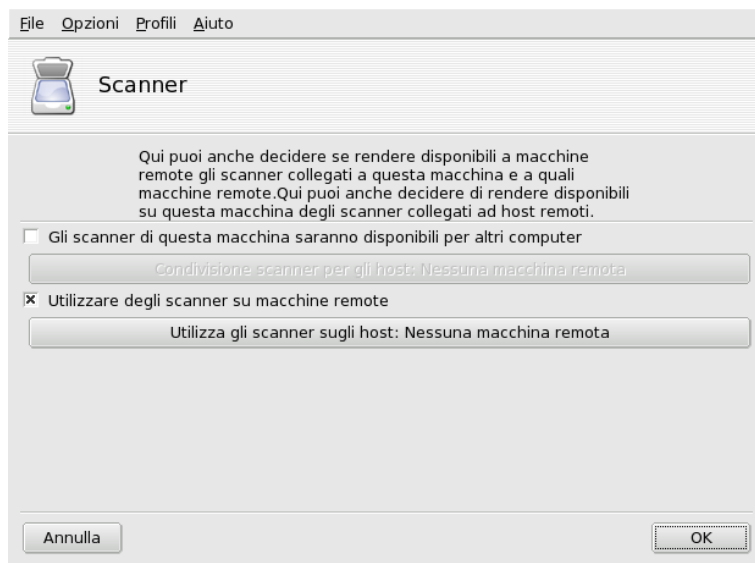 File Opzioni Profili Aiuto
Scanner
Qui puoi anche decidere se rendere disponibili a macchine
remote gli scanner collegati a questa macchina e a quali
macchine remote.Qui puoi anche decidere di rendere disponibili
su questa macchina degli scanner collegati ad host remoti.
Gli scanner di questa macchina saranno disponibili per altri computer
Condivisione scanner per gli host: Nessuna macchina remota
Utilizzare degli scanner su macchine remote
Utilizza gli scanner sugli host: Nessuna macchina remota
Annulla OK